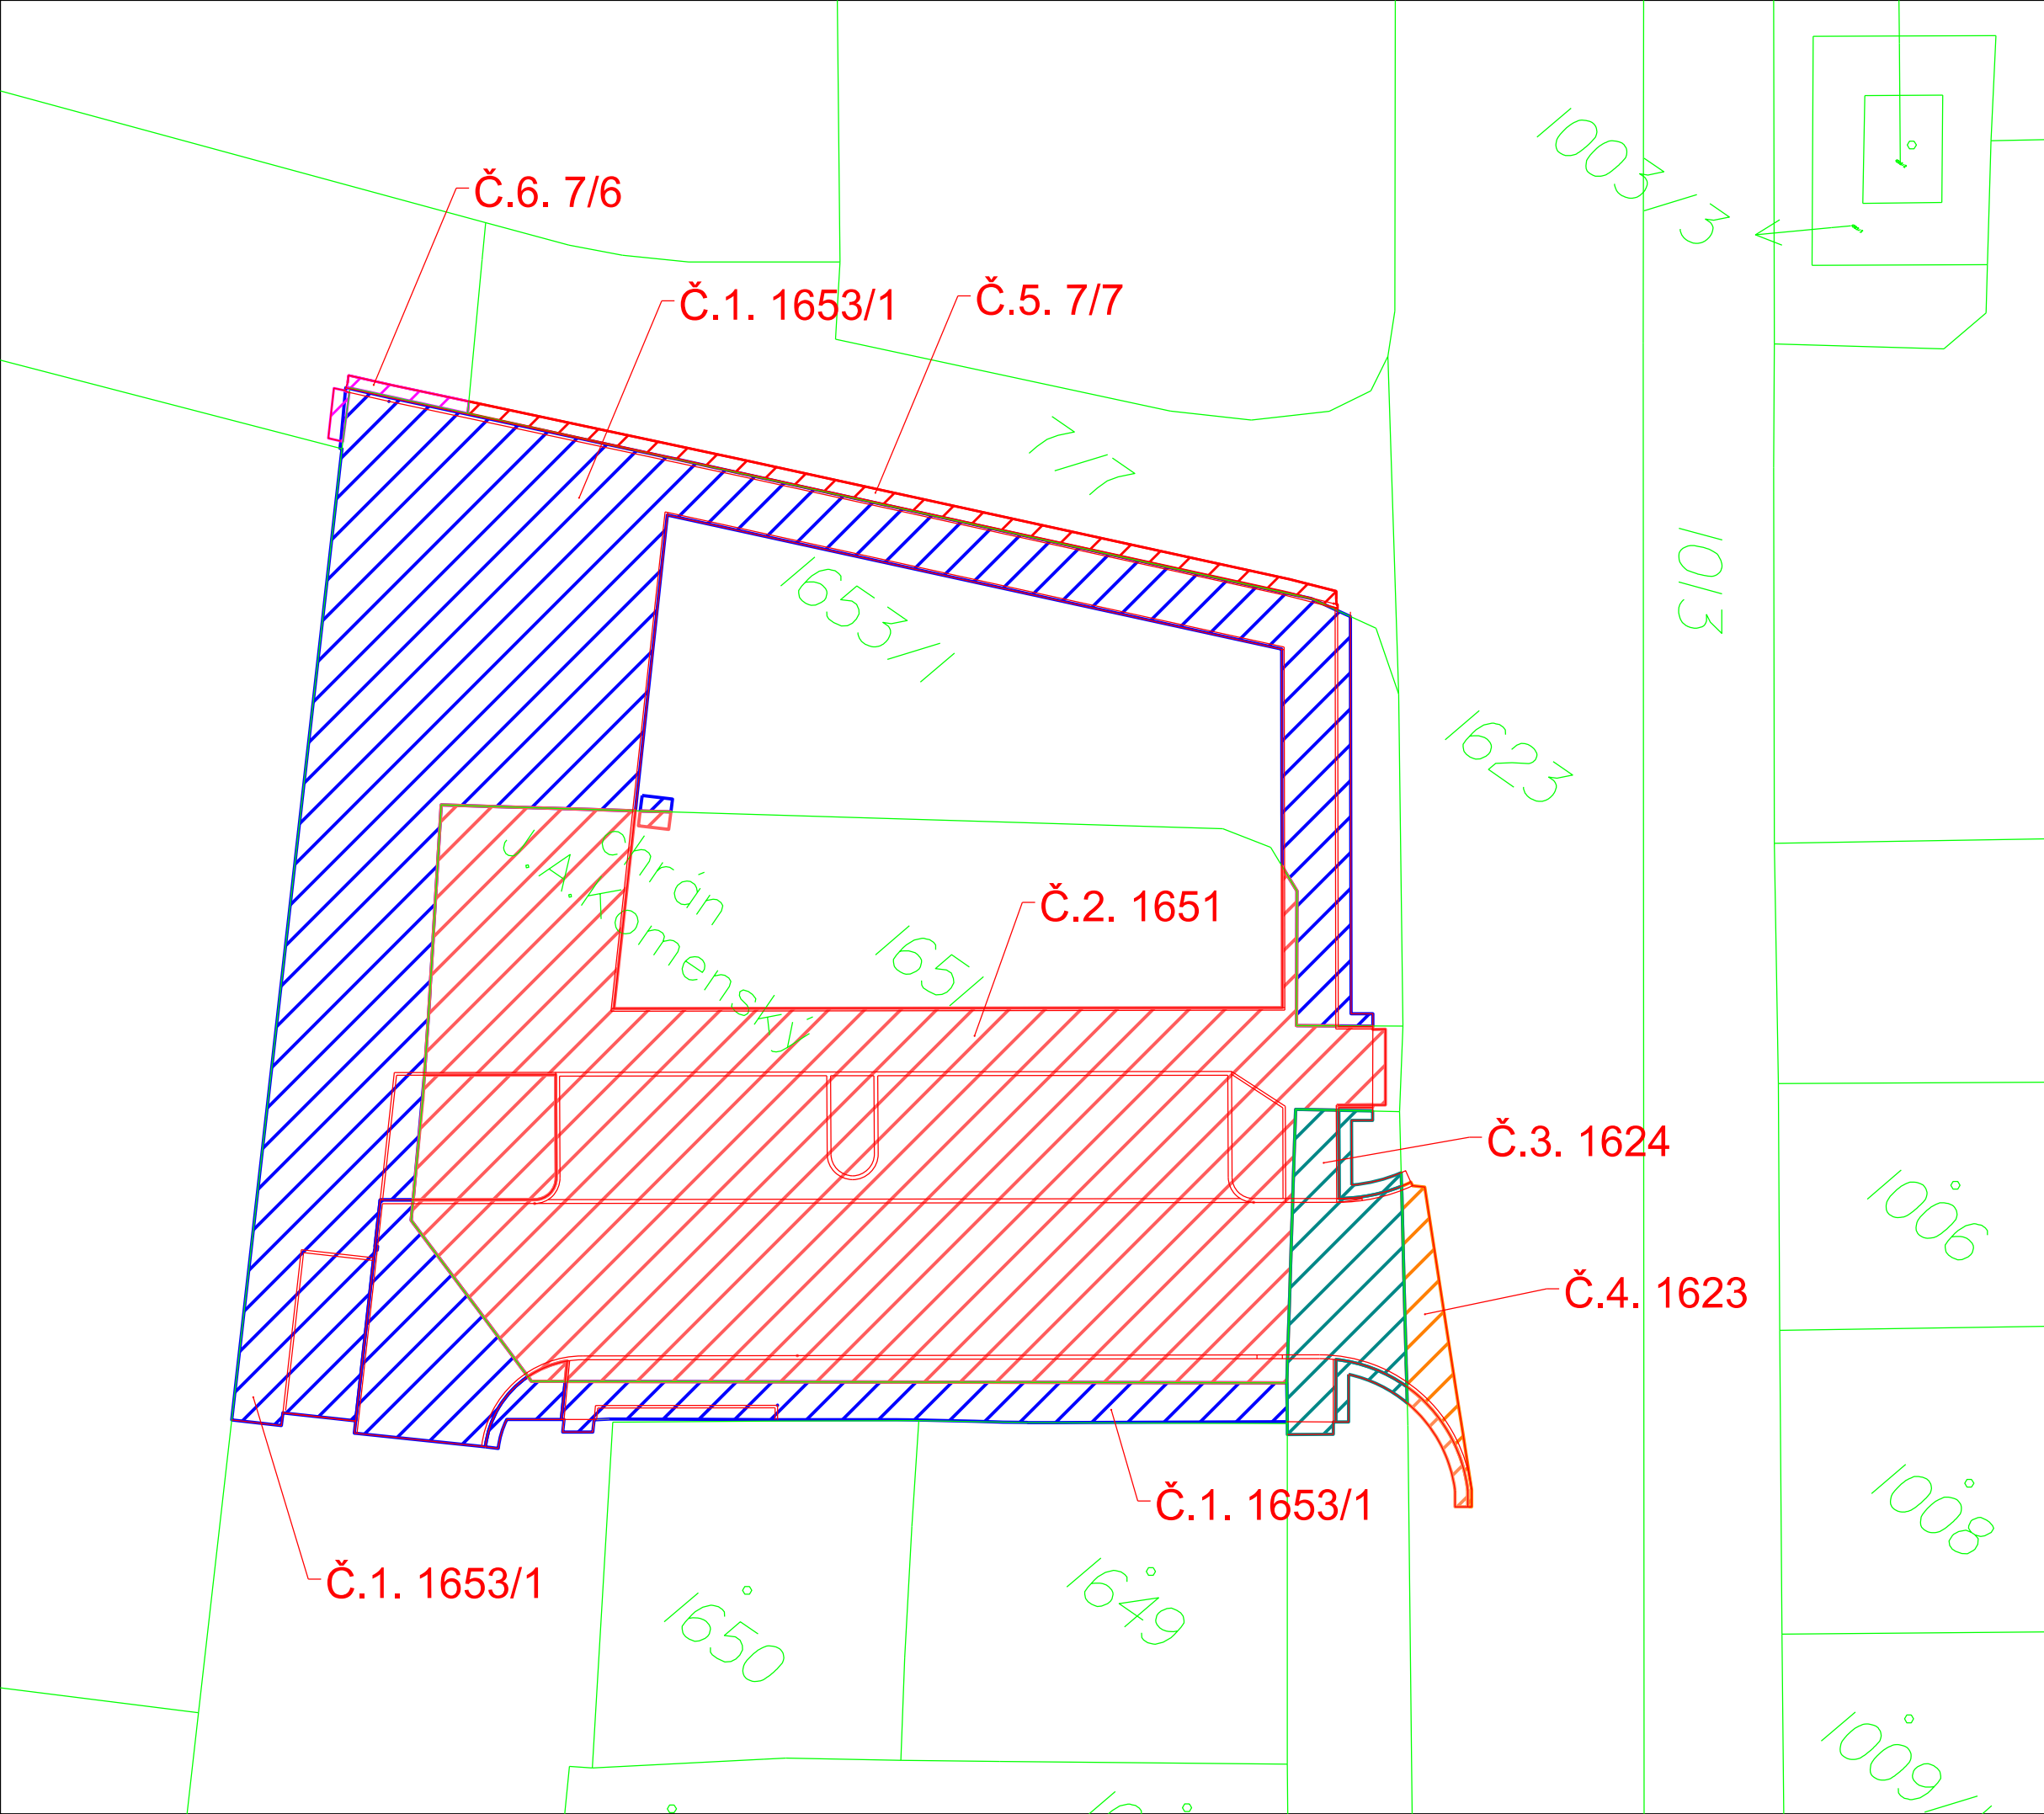 1003/3
Č.6. 7/6
Č.1. 1653/1
Č.5. 7/7
7/7
1013
1653/1
1623
chrán
J.A.Komenský
Č.2. 1651
1651
Č.3. 1624
1006
Č.4. 1623
1008
Č.1. 1653/1
Č.1. 1653/1
1649
1650